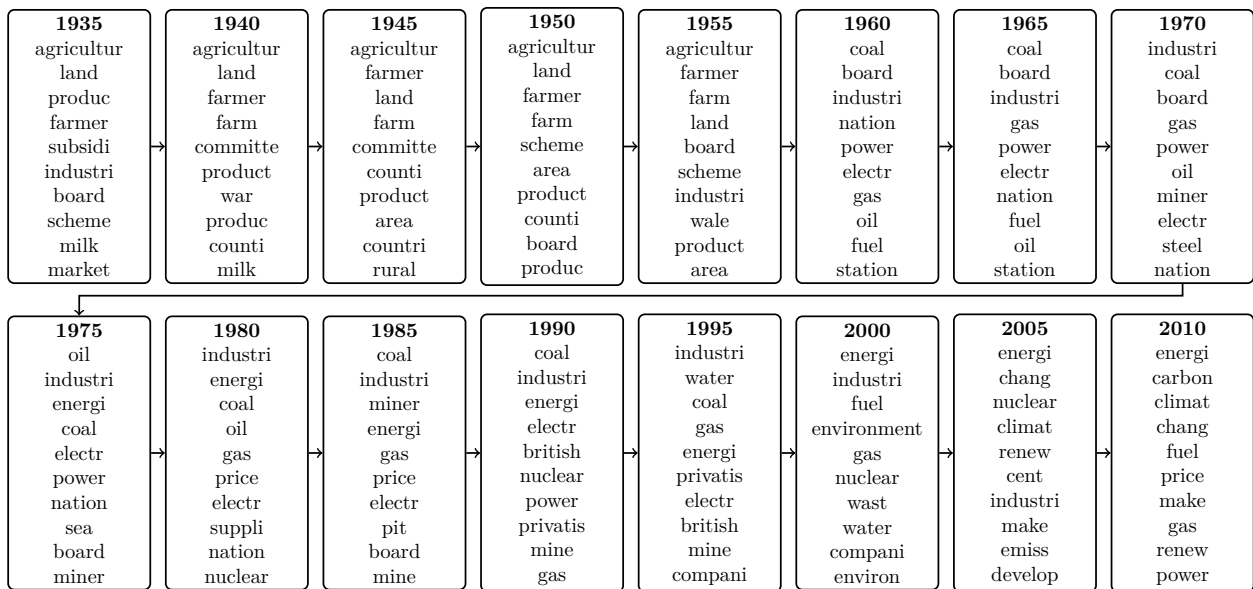 1935
agricultur
land
produc
farmer
subsidi
industri
board
scheme
milk
market
1940
agricultur
land
farmer
farm
committe
product
war
produc
counti
milk
1945
agricultur
farmer
land
farm
committe
counti
product
area
countri
rural
1950
agricultur
land
farmer
farm
scheme
area
product
counti
board
produc
1955
agricultur
farmer
farm
land
board
scheme
industri
wale
product
area
1960
coal
board
industri
nation
power
electr
gas
oil
fuel
station
1965
coal
board
industri
gas
power
electr
nation
fuel
oil
station
1970
industri
coal
board
gas
power
oil
miner
electr
steel
nation
1975
oil
industri
energi
coal
electr
power
nation
sea
board
miner
1980
industri
energi
coal
oil
gas
price
electr
suppli
nation
nuclear
1985
coal
industri
miner
energi
gas
price
electr
pit
board
mine
1990
coal
industri
energi
electr
british
nuclear
power
privatis
mine
gas
1995
industri
water
coal
gas
energi
privatis
electr
british
mine
compani
2000
energi
industri
fuel
environment
gas
nuclear
wast
water
compani
environ
2005
energi
chang
nuclear
climat
renew
cent
industri
make
emiss
develop
2010
energi
carbon
climat
chang
fuel
price
make
gas
renew
power